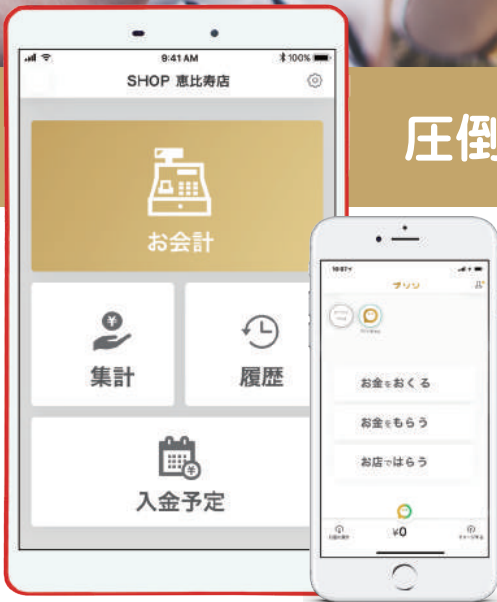 9:41 AM
100%
SHOP 恵比寿店
圧倒
お会計
集計
履歴
入金予定
10:07
プリン
お金をおくる
お金をもらう
お店ではらう
¥0